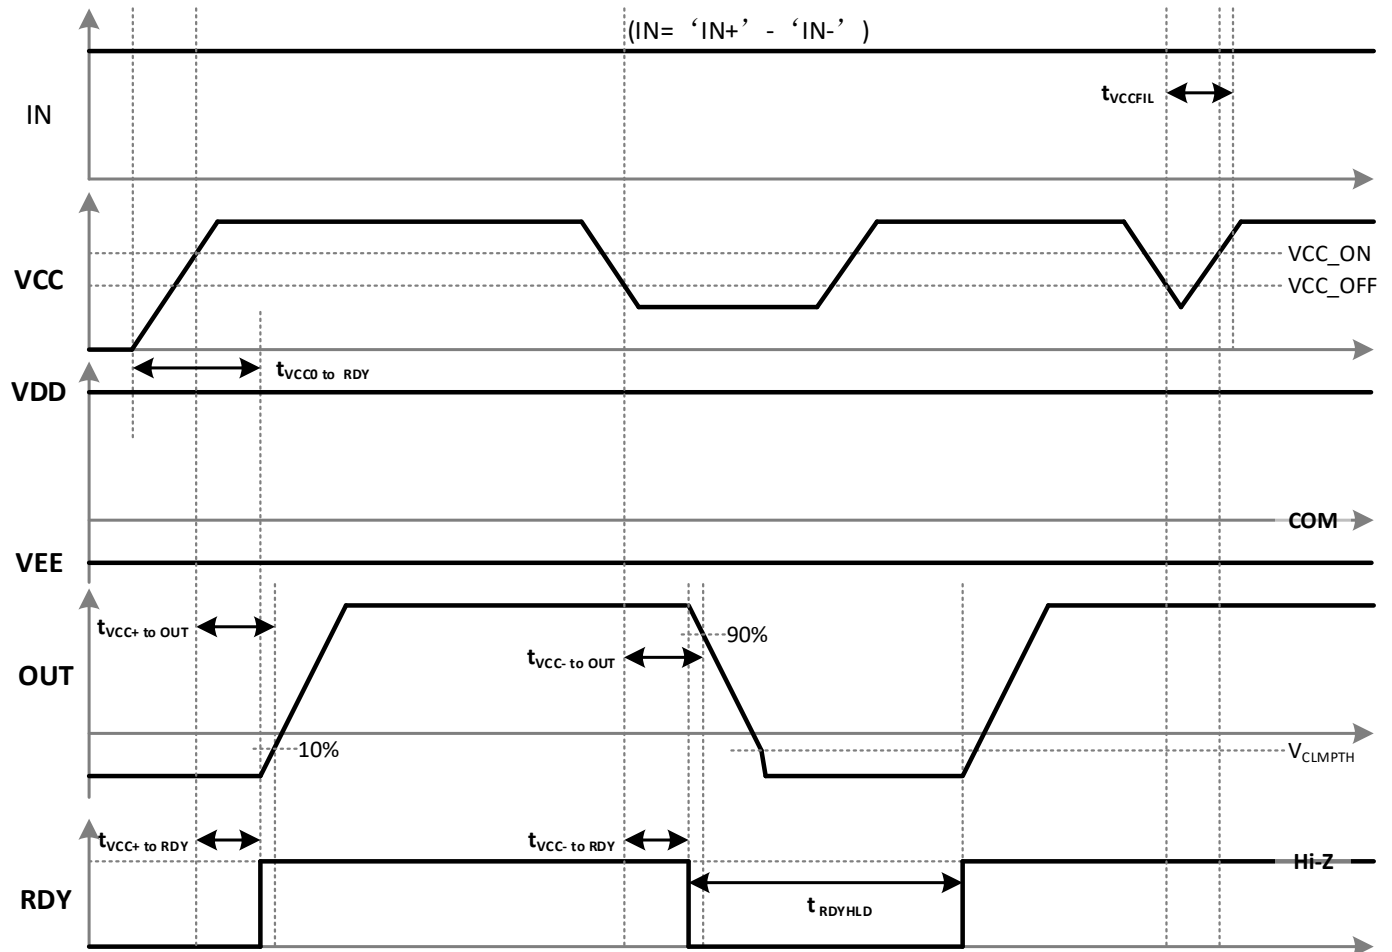 (IN= ‘IN+’ - ‘IN-’ )
IN
tVCCFIL
VCC
VCC_ON
VCC_OFF
tVCC0 to RDY
VDD
COM
VEE
tVCC+ to OUT
90%
tVCC- to OUT
OUT
10%
VCLMPTH
tVCC+ to RDY
tVCC- to RDY
Hi-Z
RDY
tRDYHLD